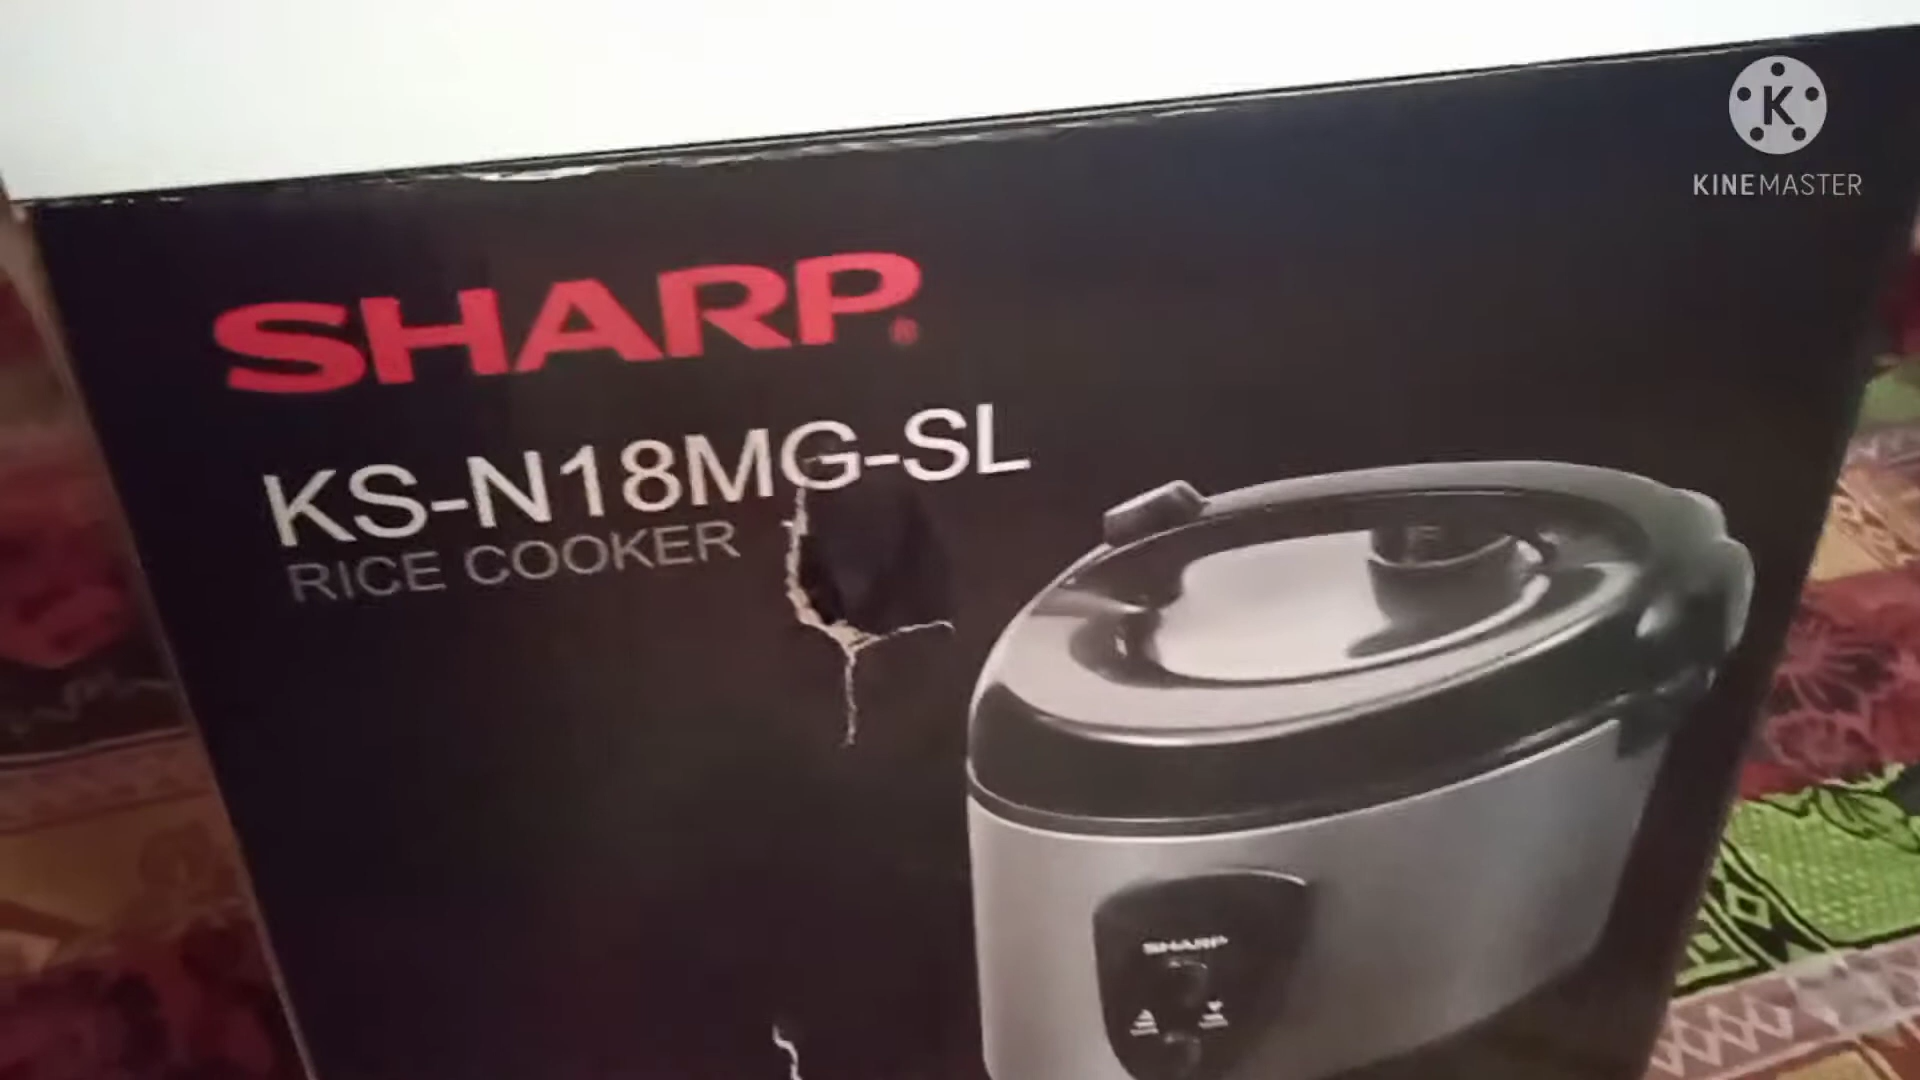 KINEMASTER
SHARP®
KS-N18MG-SL
RICE COOKER
SHARP